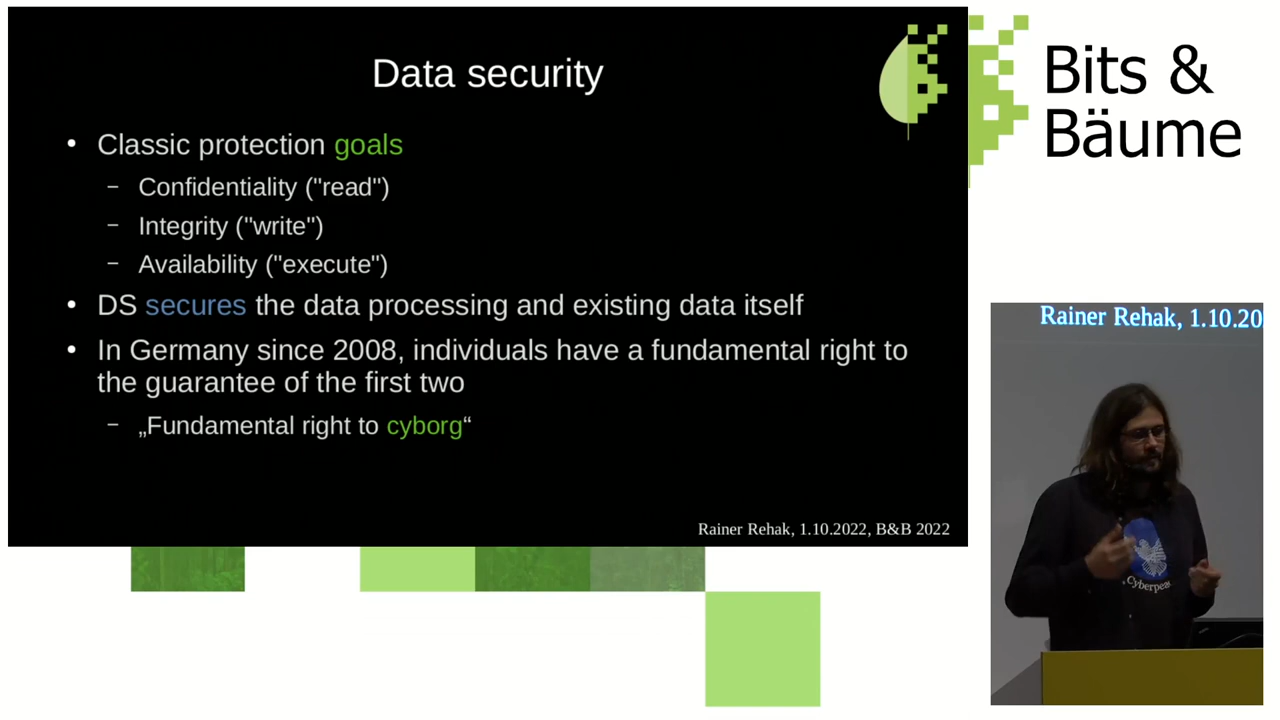 Data security
• Classic protection goals
– Confidentiality ("read")
– Integrity ("write")
– Availability ("execute")
• DS secures the data processing and existing data itself
• In Germany since 2008, individuals have a fundamental right to
the guarantee of the first two
– „Fundamental right to cyborg“
Rainer Rehak, 1.10.2022, B&B 2022
Bits &
Bäume
Rainer Rehak, 1.10.20
Cyberpea